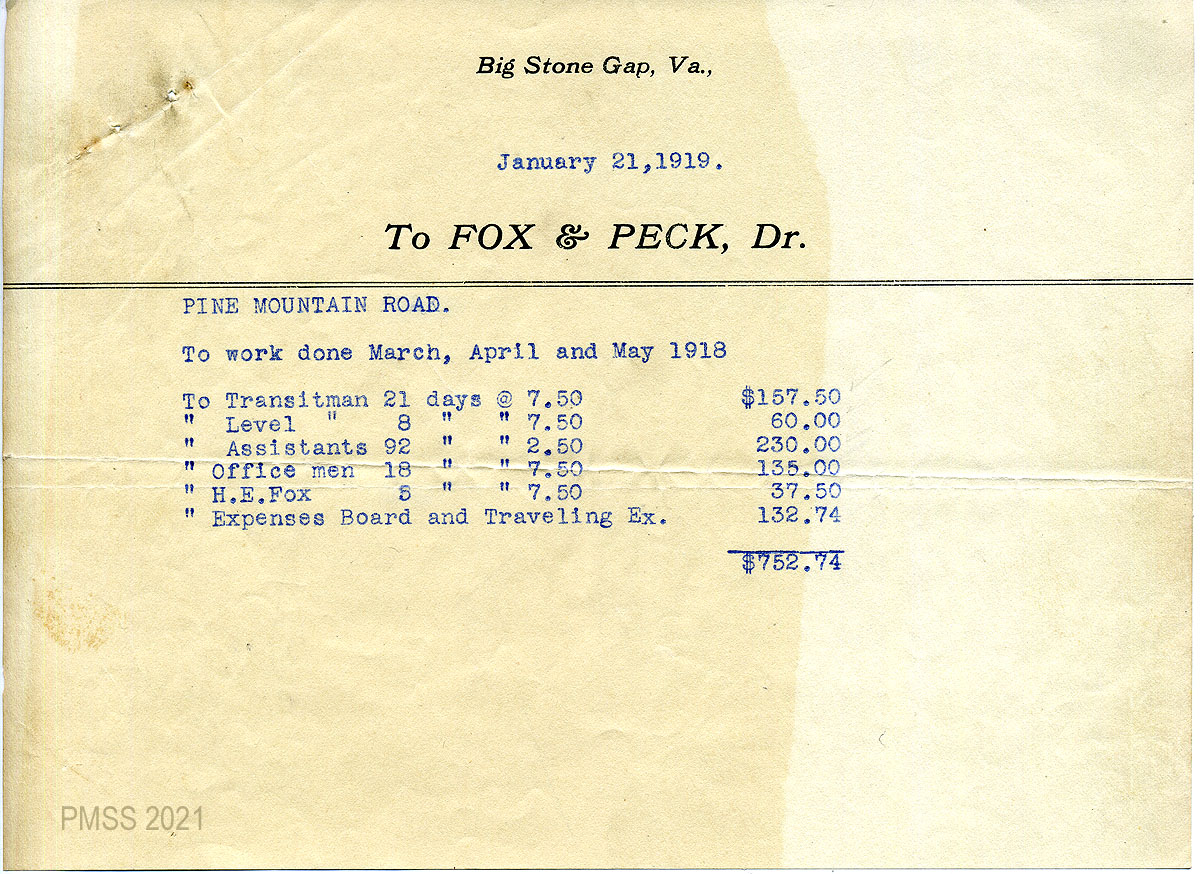 Big Stone Gap, Va.,
January 21,1919.
To FOX & PECK, Dr.
PINE MOUNTAIN ROAD.
To work done March, April and May 1918
To Transitman 21 days @ 7.50 $157.50
" Level " 8 " " 7.50 60.00
" Assistants 92 " " 2.50 230.00
" Office men 18 " " 7.50 135.00
" H.E.Fox 5 " " 7.50 37.50
" Expenses Board and Traveling Ex. 132.74
$752.74
PMSS 2021